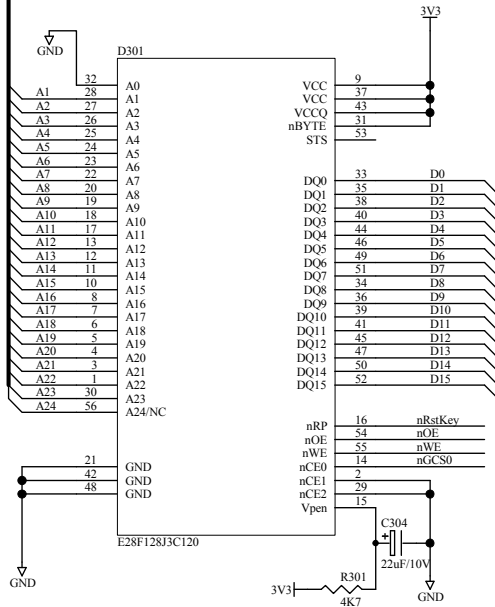 3V3
GND
D301
32 A0
A1 28 A1
A2 27 A2
A3 26 A3
A4 25 A4
A5 24 A5
A6 23 A6
A7 22 A7
A8 20 A8
A9 19 A9
A10 18 A10
A11 17 A11
A12 13 A12
A13 12 A13
A14 11 A14
A15 10 A15
A16 8 A16
A17 7 A17
A18 6 A18
A19 5 A19
A20 4 A20
A21 3 A21
A22 1 A22
A23 30 A23
A24 56 A24/NC
21 GND
42 GND
48 GND
GND
VCC 9
VCC 37
VCCQ 43
nBYTE 31
STS 53
DQ0 33 D0
DQ1 35 D1
DQ2 38 D2
DQ3 40 D3
DQ4 44 D4
DQ5 46 D5
DQ6 49 D6
DQ7 51 D7
DQ8 34 D8
DQ9 36 D9
DQ10 39 D10
DQ11 41 D11
DQ12 45 D12
DQ13 47 D13
DQ14 50 D14
DQ15 52 D15
nRP 16 nRstKey
nOE 54 nOE
nWE 55 nWE
nCE0 14 nGCS0
nCE1 2
nCE2 29
Vpen 15
E28F128J3C120
C304
+
22uF/10V
3V3
R301
4K7
GND